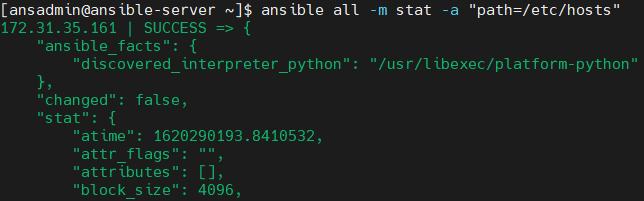 [ansadmin@ansible-server ~]$ ansible all -m stat -a "path=/etc/hosts"
172.31.35.161 | SUCCESS => {
    "ansible_facts": {
        "discovered_interpreter_python": "/usr/libexec/platform-python"
    },
    "changed": false,
    "stat": {
        "atime": 1620290193.8410532,
        "attr_flags": "",
        "attributes": [],
        "block_size": 4096,